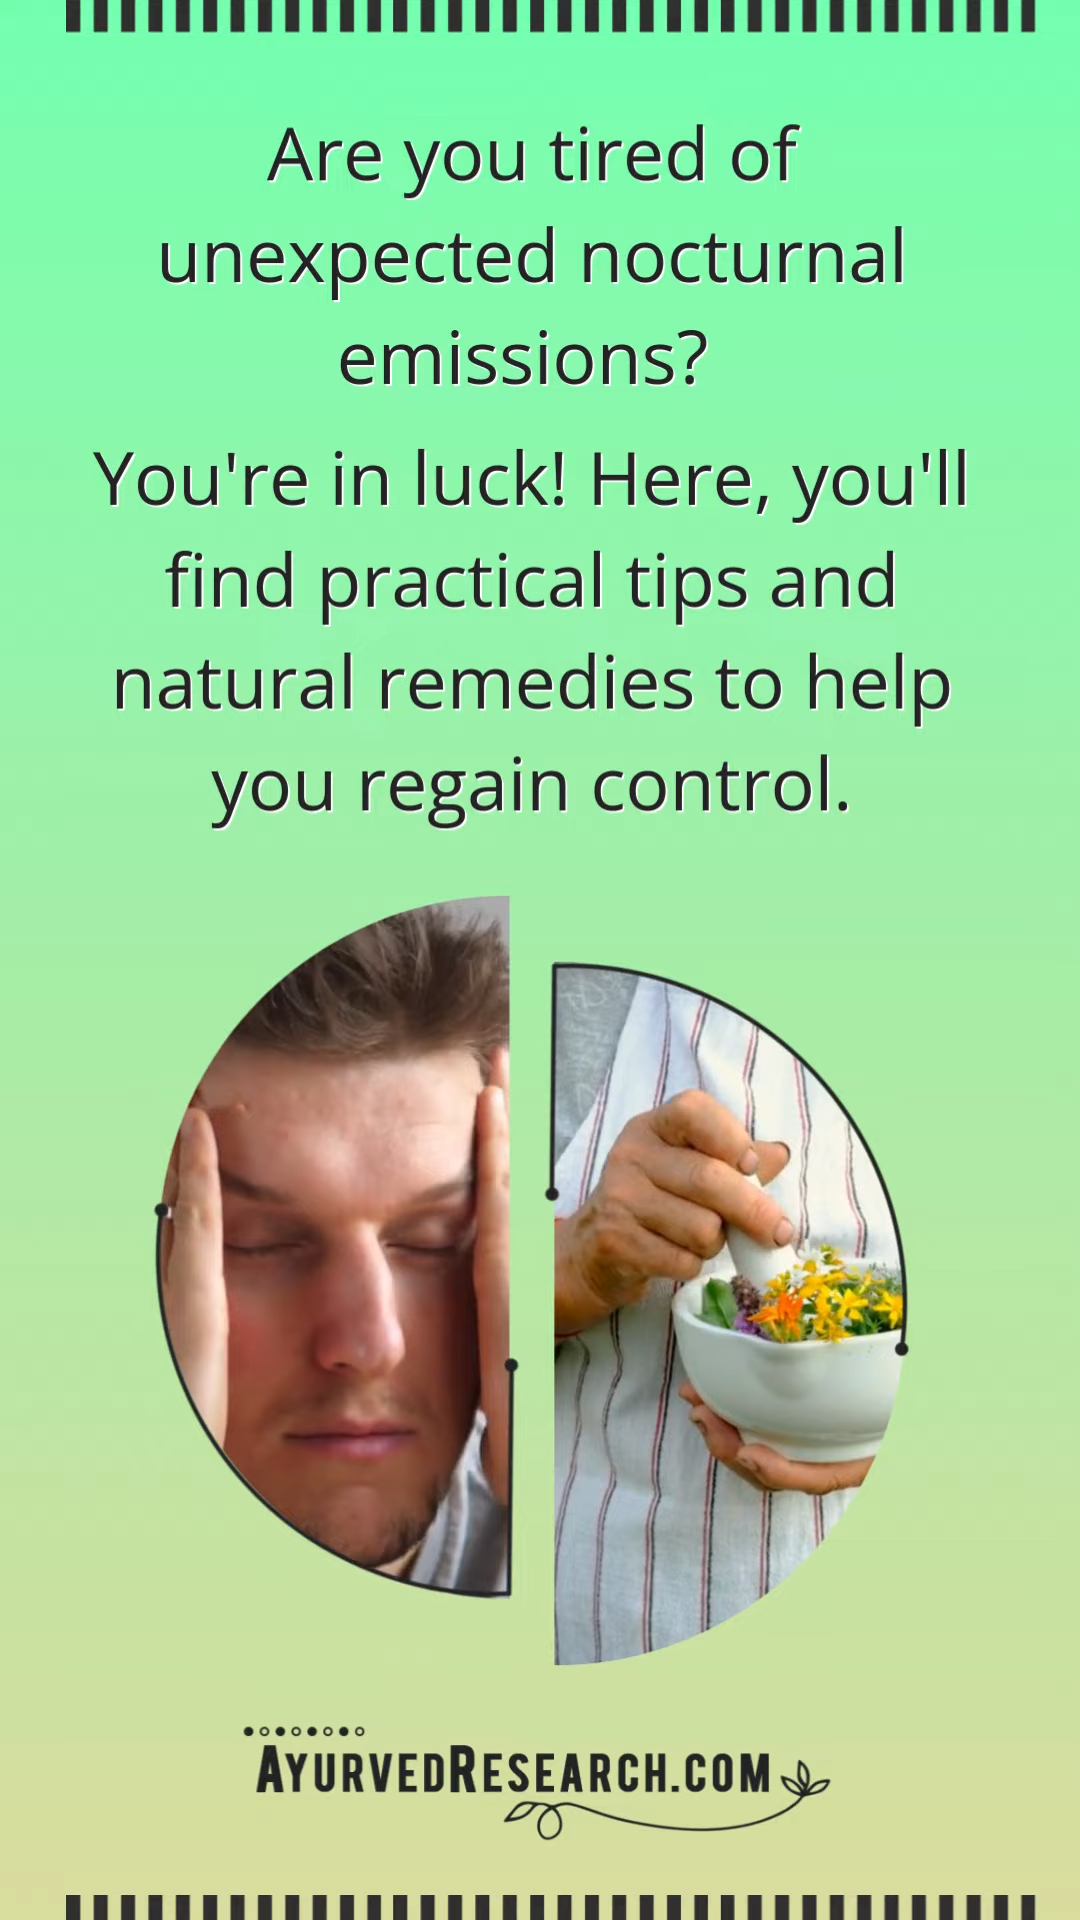 Are you tired of
unexpected nocturnal
emissions?
You're in luck! Here, you'll
find practical tips and
natural remedies to help
you regain control.
AYURVEDRESEARCH.COM